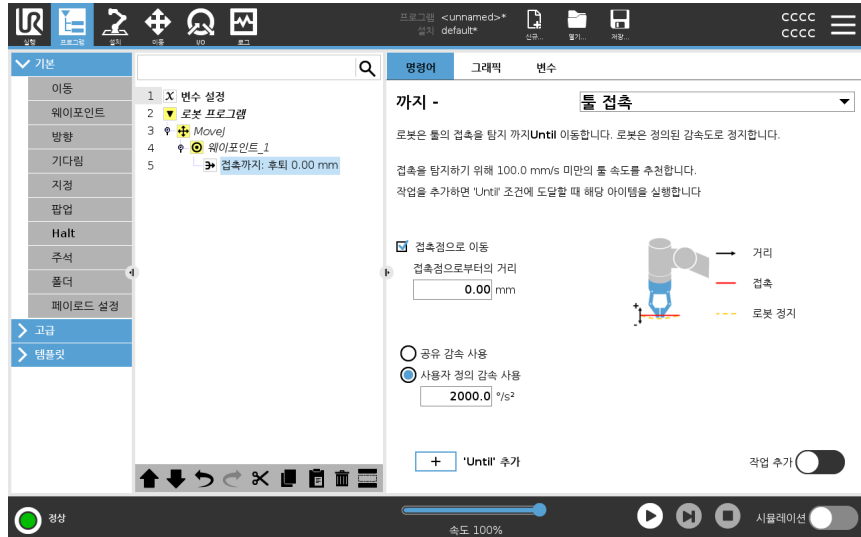 UR
실행
프로그램
설치
이동
I/O
로그
프로그램 <unnamed>*
설치 default*
신규...
열기...
저장...
cccc
cccc
기본
이동
웨이포인트
방향
기다림
지정
팝업
Halt
주석
폴더
페이로드 설정
고급
템플릿
1 X 변수 설정
2 로봇 프로그램
3 MoveJ
4 웨이포인트_1
5 접촉까지: 후퇴 0.00 mm
명령어
그래픽
변수
까지 -
툴 접촉
로봇은 툴의 접촉을 탐지 까지Until 이동합니다. 로봇은 정의된 감속도로 정지합니다.
접촉을 탐지하기 위해 100.0 mm/s 미만의 툴 속도를 추천합니다.
작업을 추가하면 'Until' 조건에 도달할 때 해당 아이템을 실행합니다
접촉점으로 이동
접촉점으로부터의 거리
0.00 mm
거리
접촉
로봇 정지
+
-
공유 감속 사용
사용자 정의 감속 사용
2000.0 °/s²
+ 'Until' 추가
작업 추가
정상
속도 100%
시뮬레이션